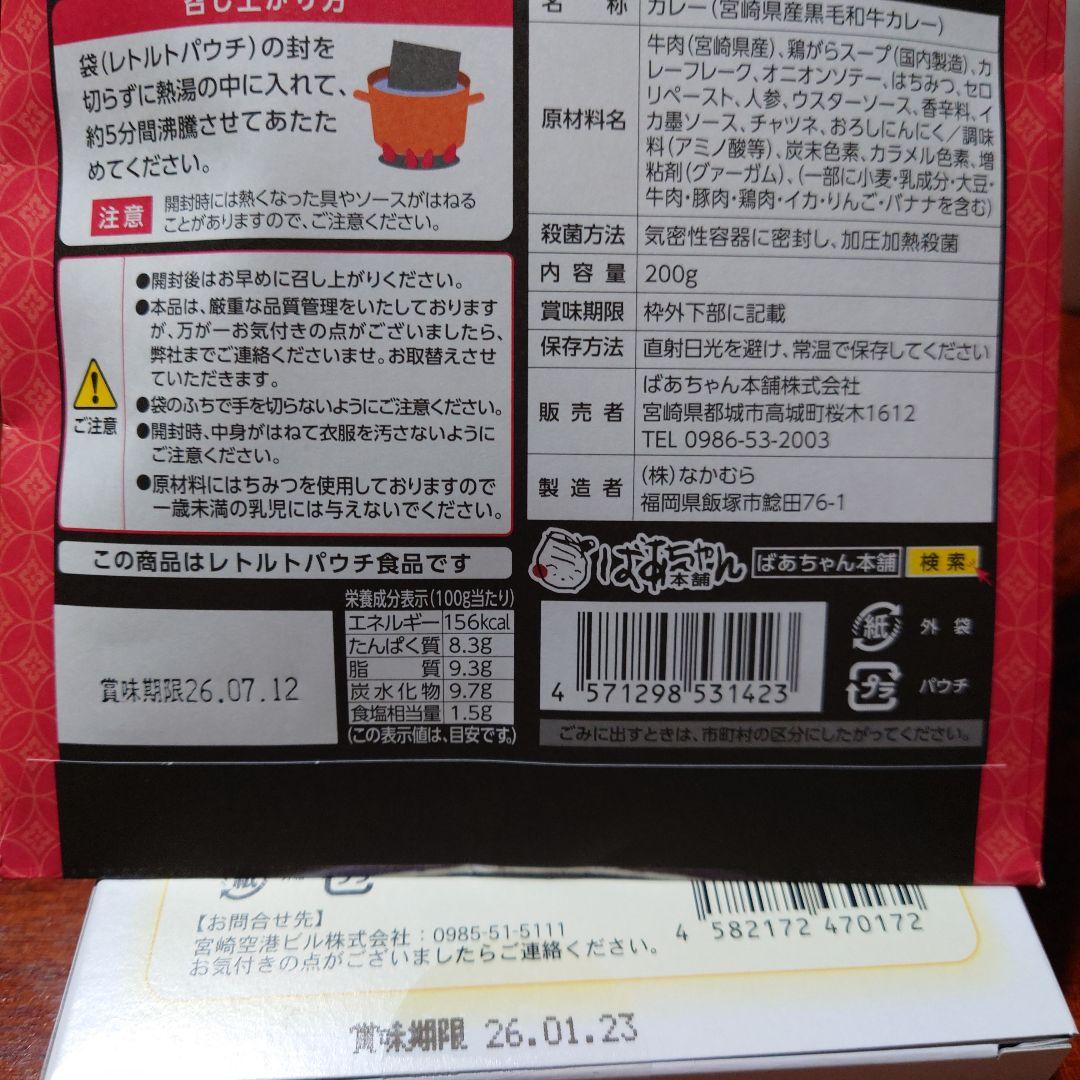 召し上がり方
袋(レトルトパウチ)の封を
切らずに熱湯の中に入れて、
約5分間沸騰させてあたた
めてください。
注意
開封時には熱くなった具やソースがはねる
ことがありますので、ご注意ください。
ご注意
●開封後はお早めに召し上がりください。
●本品は、厳重な品質管理をいたしております
が、万が一お気付きの点がございましたら、
弊社までご連絡くださいませ。お取替えさせ
ていただきます。
●袋のふちで手を切らないようにご注意ください。
●開封時、中身がはねて衣服を汚さないように
ご注意ください。
●原材料にはちみつを使用しておりますので
一歳未満の乳児には与えないでください。
この商品はレトルトパウチ食品です
賞味期限26.07.12
栄養成分表示(100g当たり)
エネルギー 156kcal
たんぱく質 8.3g
脂質 9.3g
炭水化物 9.7g
食塩相当量 1.5g
(この表示値は、目安です。)
名称 カレー(宮崎県産黒毛和牛カレー)
原材料名
牛肉(宮崎県産)、鶏がらスープ(国内製造)、カ
レーフレーク、オニオンソテー、はちみつ、セロ
リペースト、人参、ウスターソース、香辛料、イ
カ墨ソース、チャツネ、おろしにんにく/調味
料(アミノ酸等)、炭末色素、カラメル色素、増
粘剤(グァーガム)、(一部に小麦・乳成分・大豆・
牛肉・豚肉・鶏肉・イカ・りんご・バナナを含む)
殺菌方法 気密性容器に密封し、加圧加熱殺菌
内容量 200g
賞味期限 枠外下部に記載
保存方法 直射日光を避け、常温で保存してください
販売者
ばあちゃん本舗株式会社
宮崎県都城市高城町桜木1612
TEL 0986-53-2003
製造者
(株)なかむら
福岡県飯塚市鯰田76-1
ばあちゃん
本舗
ばあちゃん本舗 検索
4 571298 531423
紙 外袋
プラ パウチ
ごみに出すときは、市町村の区分にしたがってください。
紙
プラ
【お問合せ先】
宮崎空港ビル株式会社:0985-51-5111
お気付きの点がございましたらご連絡ください。
4 582172 470172
賞味期限 26.01.23